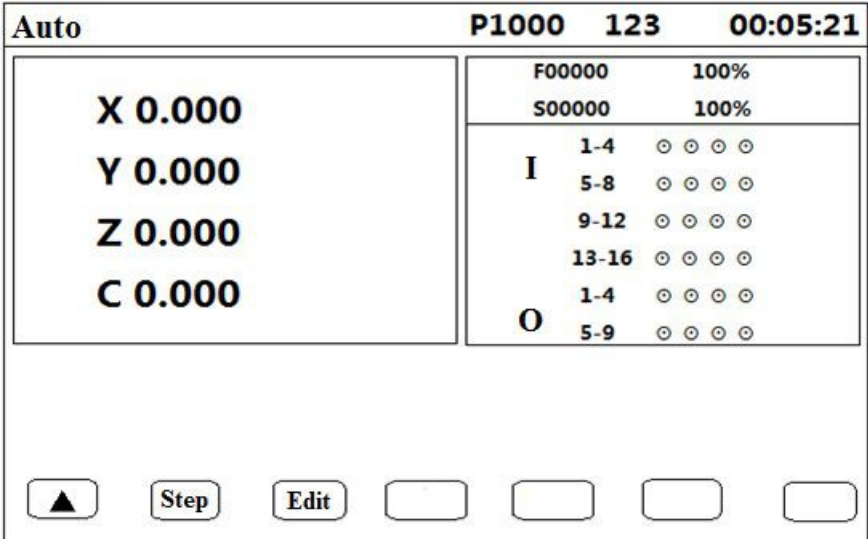 Auto P1000 123 00:05:21
X 0.000
Y 0.000
Z 0.000
C 0.000
F00000 100%
S00000 100%
I
1-4 ⊙ ⊙ ⊙ ⊙
5-8 ⊙ ⊙ ⊙ ⊙
9-12 ⊙ ⊙ ⊙ ⊙
13-16 ⊙ ⊙ ⊙ ⊙
O
1-4 ⊙ ⊙ ⊙ ⊙
5-9 ⊙ ⊙ ⊙ ⊙
▲ Step Edit